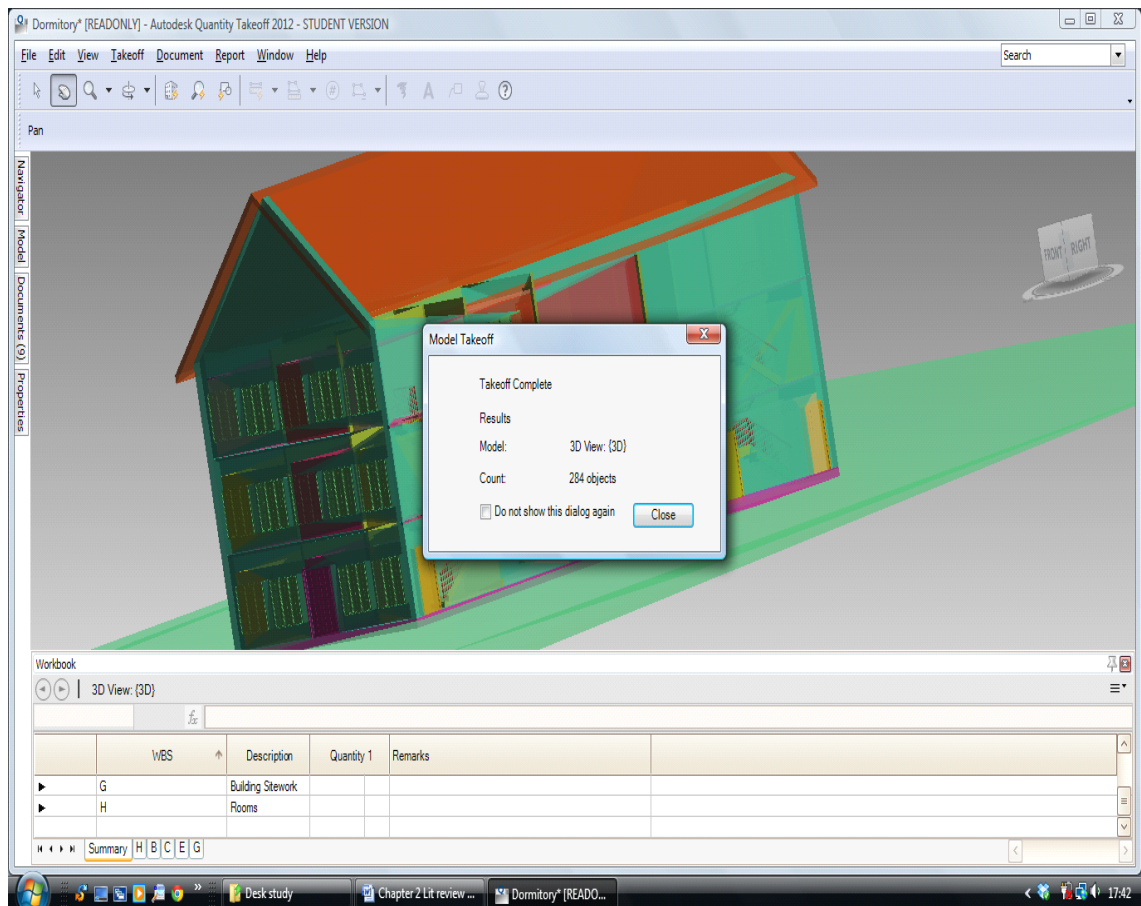 Dormitory* [READONLY] - Autodesk Quantity Takeoff 2012 - STUDENT VERSION
File Edit View Takeoff Document Report Window Help
Search
Pan
Navigator
Model
Documents (9)
Properties
FRONT RIGHT
Model Takeoff
Takeoff Complete
Results
Model: 3D View: {3D}
Count: 284 objects
Do not show this dialog again Close
Workbook
3D View: {3D}
fx
WBS Description Quantity 1 Remarks
G Building Sitework
H Rooms
Summary H B C E G
Desk study Chapter 2 Lit review ... Dormitory* [READO... 17:42